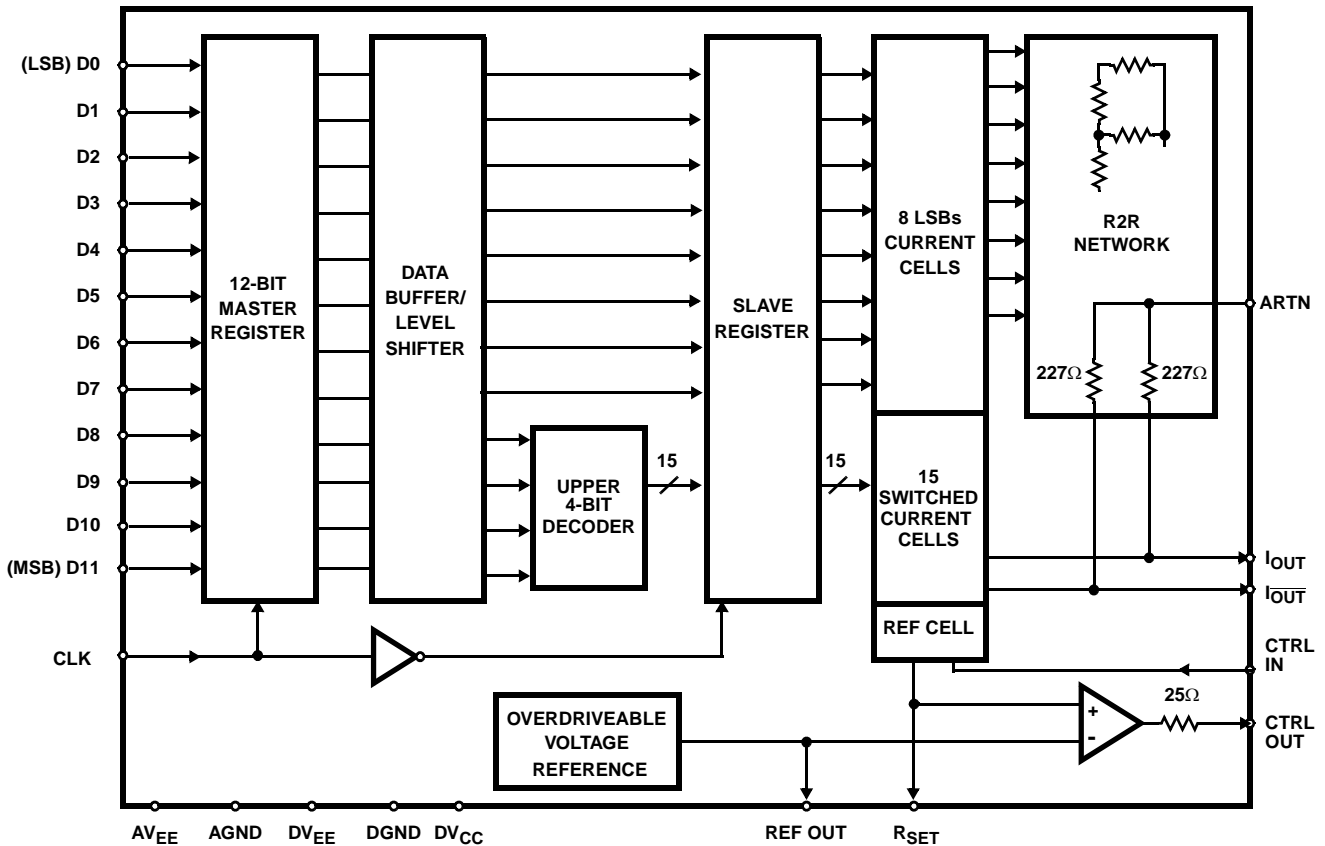 (LSB) D0
D1
D2
D3
D4
D5
D6
D7
D8
D9
D10
(MSB) D11
CLK
12-BIT
MASTER
REGISTER
DATA
BUFFER/
LEVEL
SHIFTER
UPPER
4-BIT
DECODER
15
SLAVE
REGISTER
15
8 LSBs
CURRENT
CELLS
15
SWITCHED
CURRENT
CELLS
REF CELL
R2R
NETWORK
227Ω
227Ω
ARTN
IOUT
IOUT
CTRL
IN
25Ω
CTRL
OUT
+
-
OVERDRIVEABLE
VOLTAGE
REFERENCE
AVEE
AGND
DVEE
DGND
DVCC
REF OUT
RSET